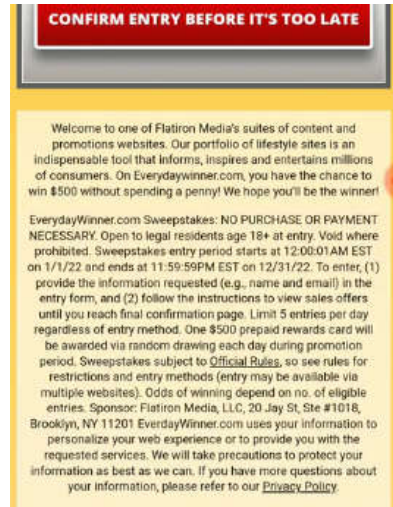 CONFIRM ENTRY BEFORE IT'S TOO LATE
Welcome to one of Flatiron Media's suites of content and
promotions websites. Our portfolio of lifestyle sites is an
indispensable tool that informs, inspires and entertains millions
of consumers. On Everydaywinner.com, you have the chance to
win $500 without spending a penny! We hope you'll be the winner!
EverydayWinner.com Sweepstakes: NO PURCHASE OR PAYMENT
NECESSARY. Open to legal residents age 18+ at entry. Void where
prohibited. Sweepstakes entry period starts at 12:00:01AM EST
on 1/1/22 and ends at 11:59:59PM EST on 12/31/22. To enter, (1)
provide the information requested (e.g., name and email) in the
entry form, and (2) follow the instructions to view sales offers
until you reach final confirmation page. Limit 5 entries per day
regardless of entry method. One $500 prepaid rewards card will
be awarded via random drawing each day during promotion
period. Sweepstakes subject to Official Rules, so see rules for
restrictions and entry methods (entry may be available via
multiple websites). Odds of winning depend on no. of eligible
entries. Sponsor: Flatiron Media, LLC, 20 Jay St, Ste #1018,
Brooklyn, NY 11201 EverdayWinner.com uses your information to
personalize your web experience or to provide you with the
requested services. We will take precautions to protect your
information as best as we can. If you have more questions about
your information, please refer to our Privacy Policy.